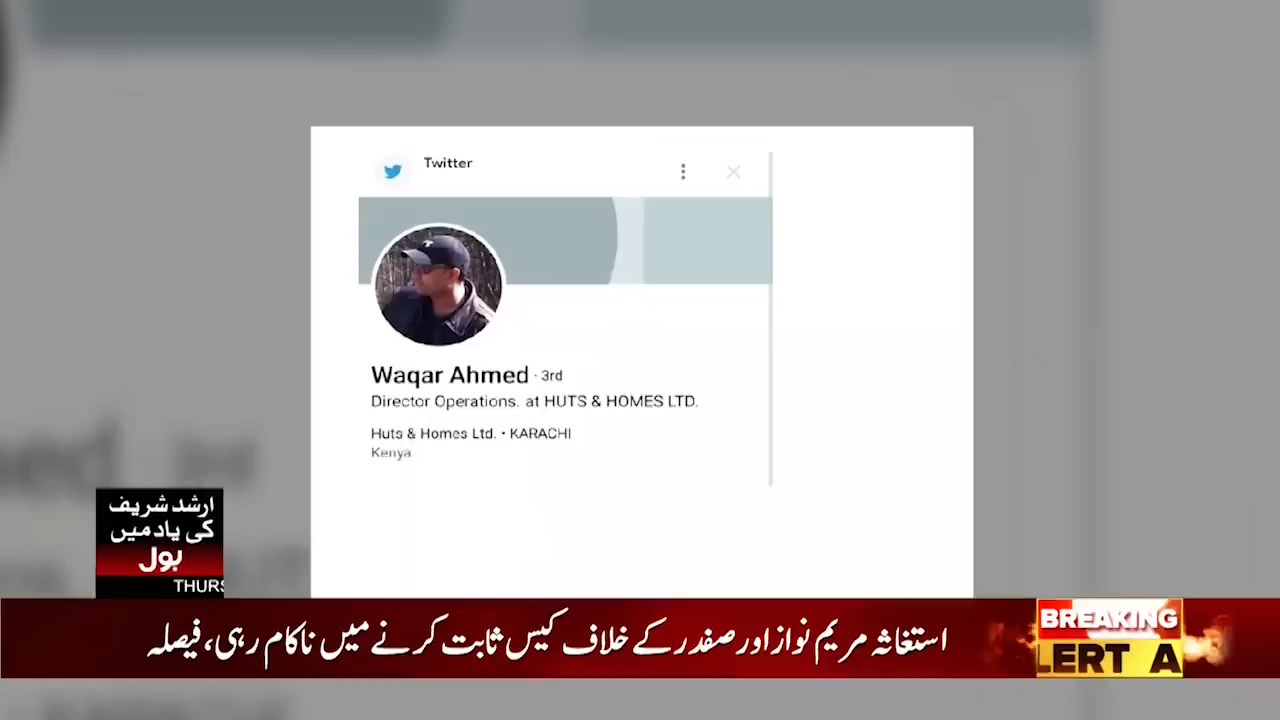 Twitter
Waqar Ahmed · 3rd
Director Operations. at HUTS & HOMES LTD.
Huts & Homes Ltd. • KARACHI
Kenya
ارشد شریف
کی یاد میں
بول
THURS
استغاثہ مریم نواز اور صفدر کے خلاف کیس ثابت کرنے میں ناکام رہی، فیصلہ
BREAKING
LERT A